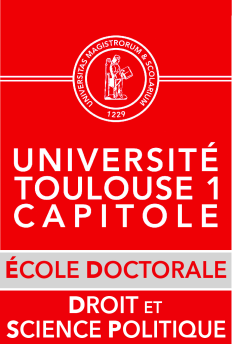 UNIVERSITAS MAGISTRORUM & SCOLARIUM
1229
UNIVERSITÉ
TOULOUSE 1
CAPITOLE
ÉCOLE DOCTORALE
DROIT ET
SCIENCE POLITIQUE